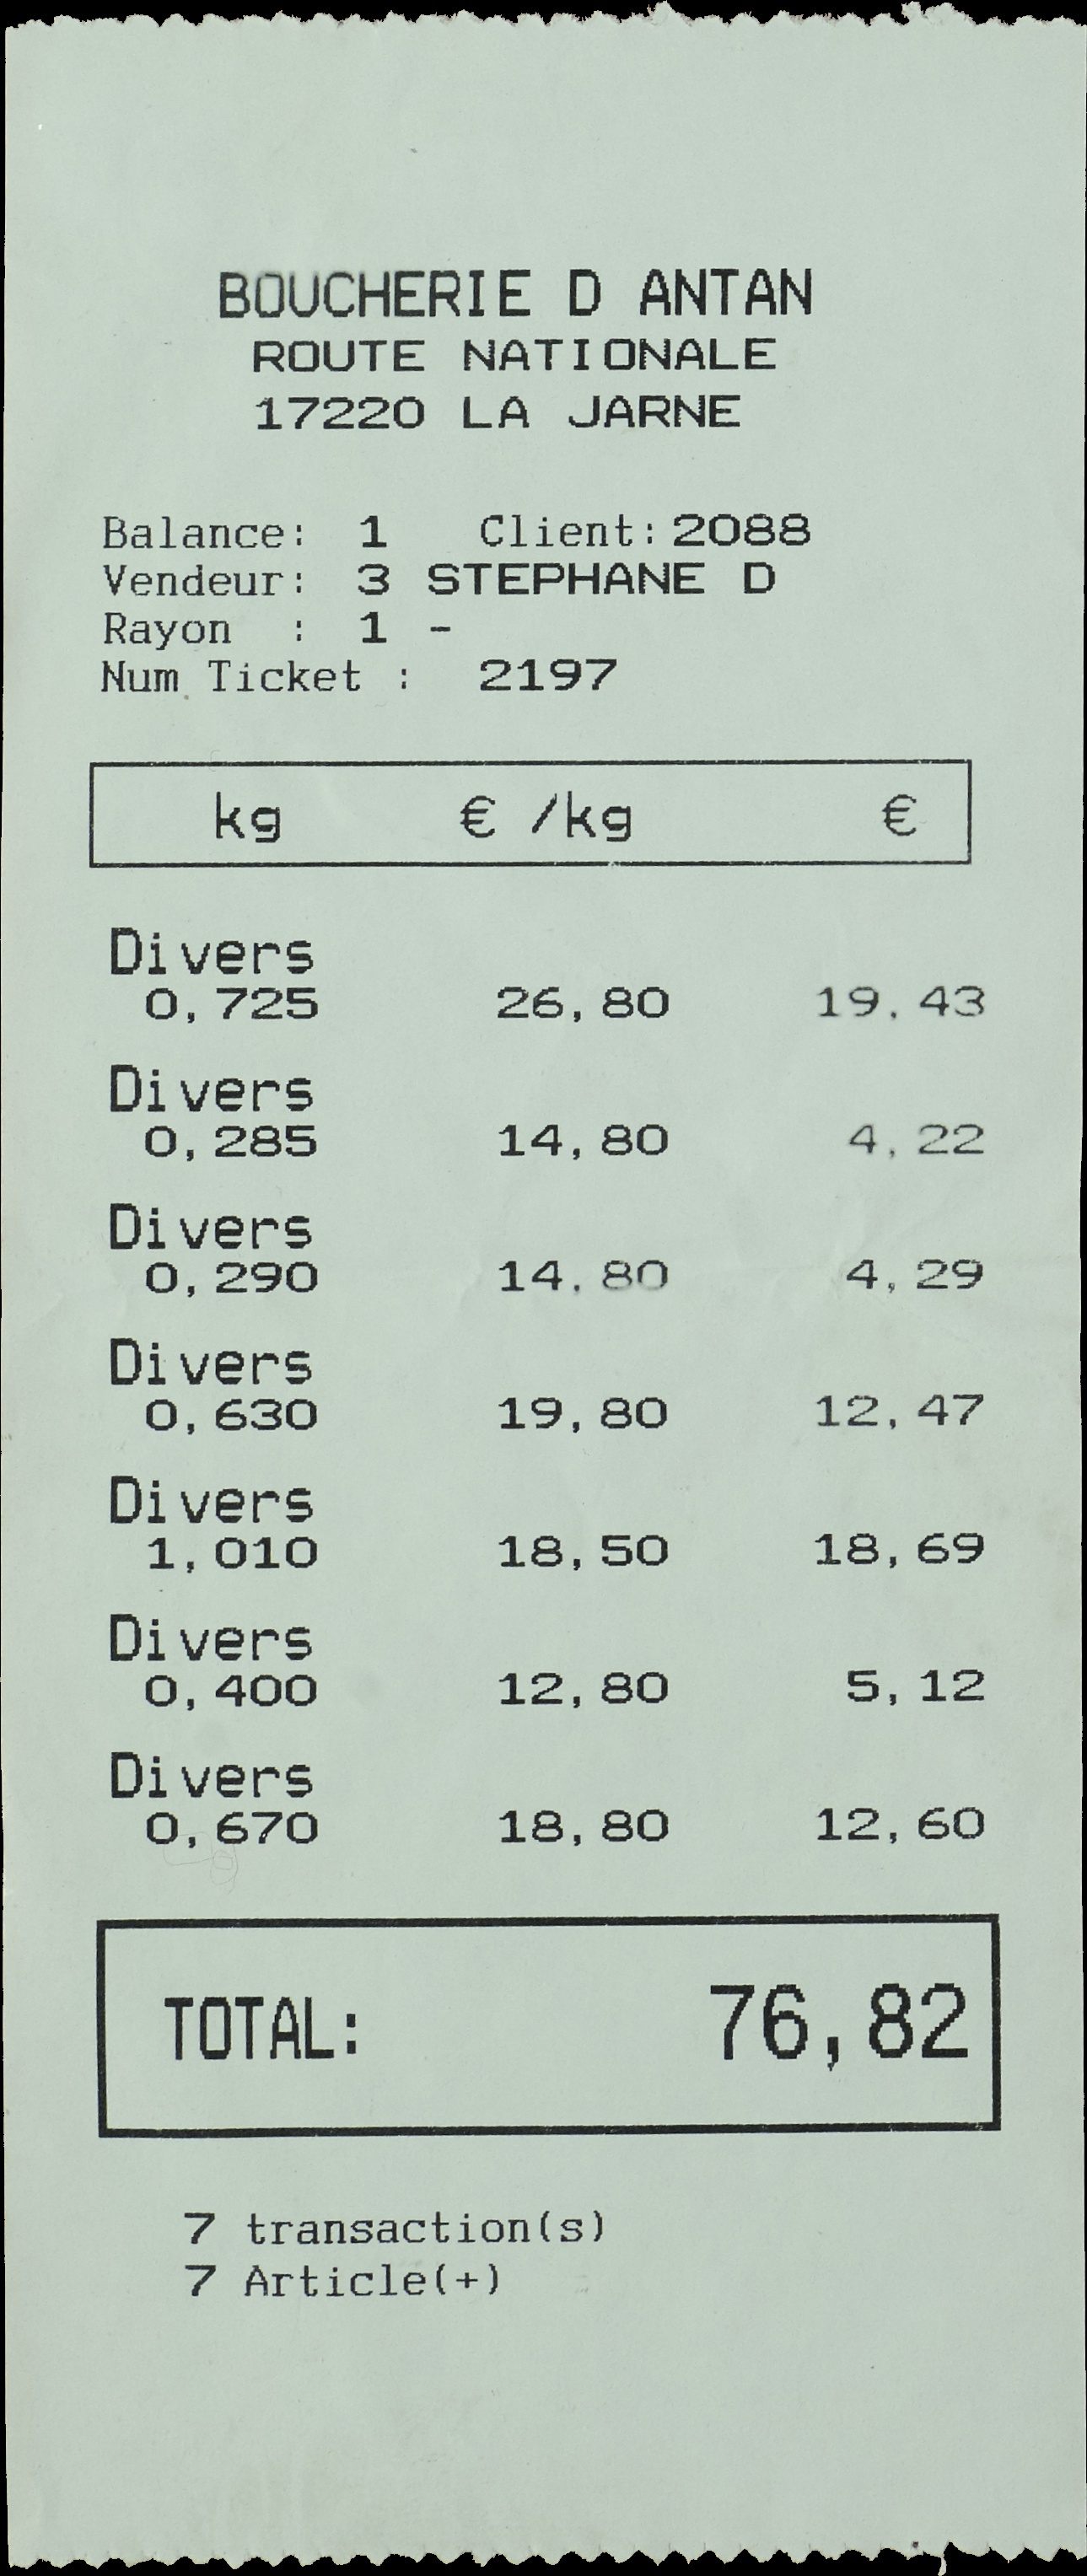 BOUCHERIE D ANTAN
ROUTE NATIONALE
17220 LA JARNE
Balance: 1 Client: 2088
Vendeur: 3 STEPHANE D
Rayon : 1 -
Num Ticket : 2197
kg € /kg €
Divers
0,725 26,80 19,43
Divers
0,285 14,80 4,22
Divers
0,290 14,80 4,29
Divers
0,630 19,80 12,47
Divers
1,010 18,50 18,69
Divers
0,400 12,80 5,12
Divers
0,670 18,80 12,60
TOTAL: 76,82
7 transaction(s)
7 Article(+)